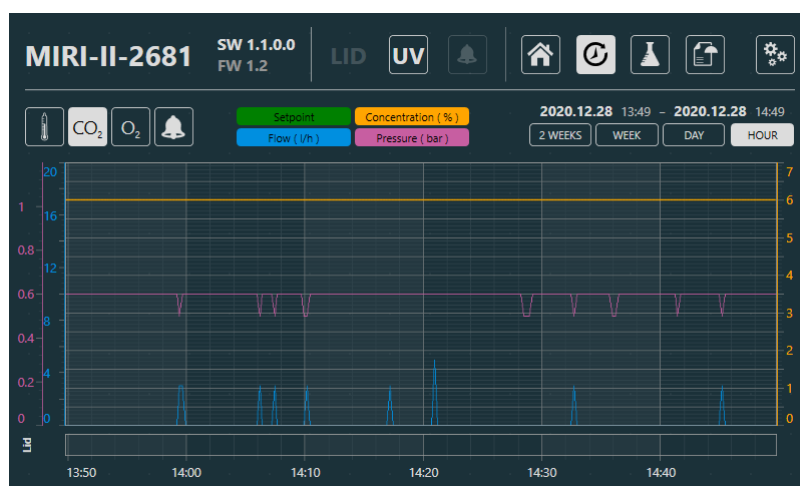 MIRI-II-2681 SW 1.1.0.0 LID UV
FW 1.2
CO₂ O₂
Setpoint Concentration ( % )
Flow ( l/h ) Pressure ( bar )
2020.12.28 13:49 - 2020.12.28 14:49
2 WEEKS WEEK DAY HOUR
20 7
1 16 6
5
0.8 12 4
0.6 8 3
0.4 2
0.2 4 1
0 0 0
Lid
13:50 14:00 14:10 14:20 14:30 14:40